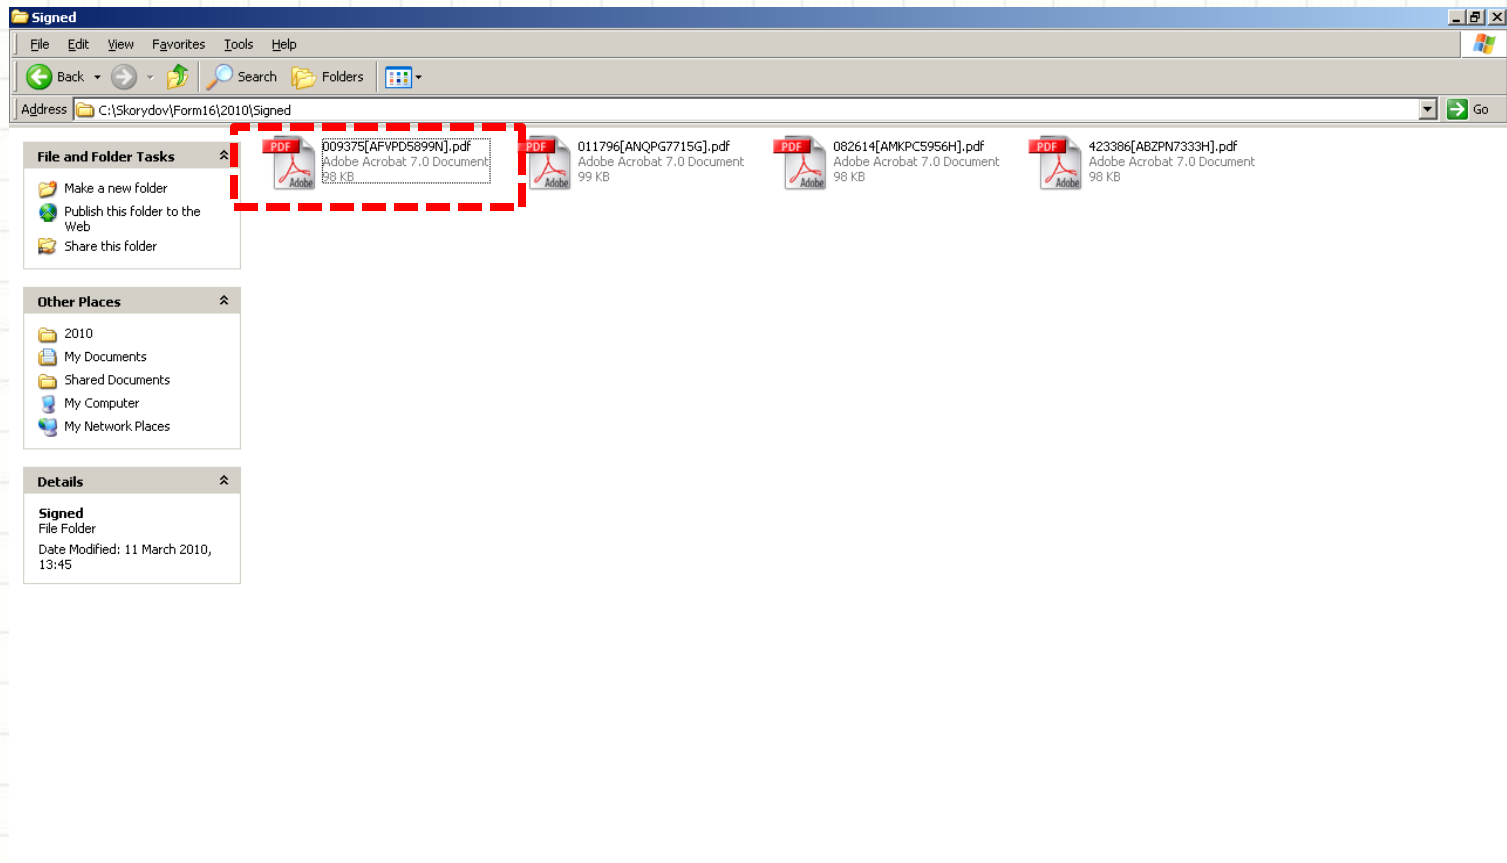 Signed
File Edit View Favorites Tools Help
Back Search Folders
Address C:\Skorydov\Form16\2010\Signed Go
File and Folder Tasks
Make a new folder
Publish this folder to the
Web
Share this folder
Other Places
2010
My Documents
Shared Documents
My Computer
My Network Places
Details
Signed
File Folder
Date Modified: 11 March 2010,
13:45
PDF
Adobe
009375[AFVPD5899N].pdf
Adobe Acrobat 7.0 Document
98 KB
PDF
Adobe
011796[ANQPG7715G].pdf
Adobe Acrobat 7.0 Document
99 KB
PDF
Adobe
082614[AMKPC5956H].pdf
Adobe Acrobat 7.0 Document
98 KB
PDF
Adobe
423386[ABZPN7333H].pdf
Adobe Acrobat 7.0 Document
98 KB